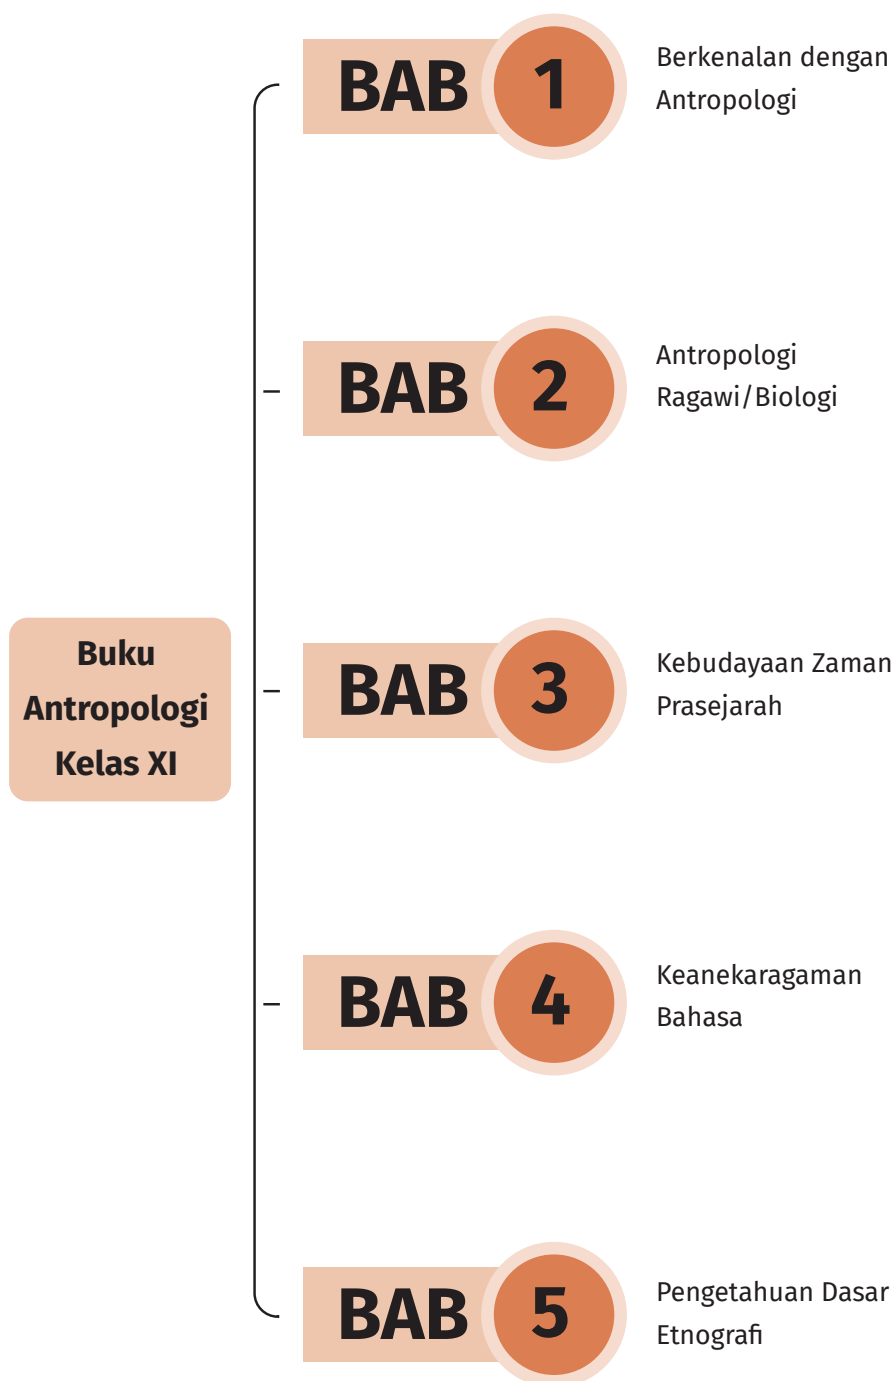 Buku
Antropologi
Kelas XI
BAB 1
Berkenalan dengan
Antropologi
BAB 2
Antropologi
Ragawi/Biologi
BAB 3
Kebudayaan Zaman
Prasejarah
BAB 4
Keanekaragaman
Bahasa
BAB 5
Pengetahuan Dasar
Etnografi